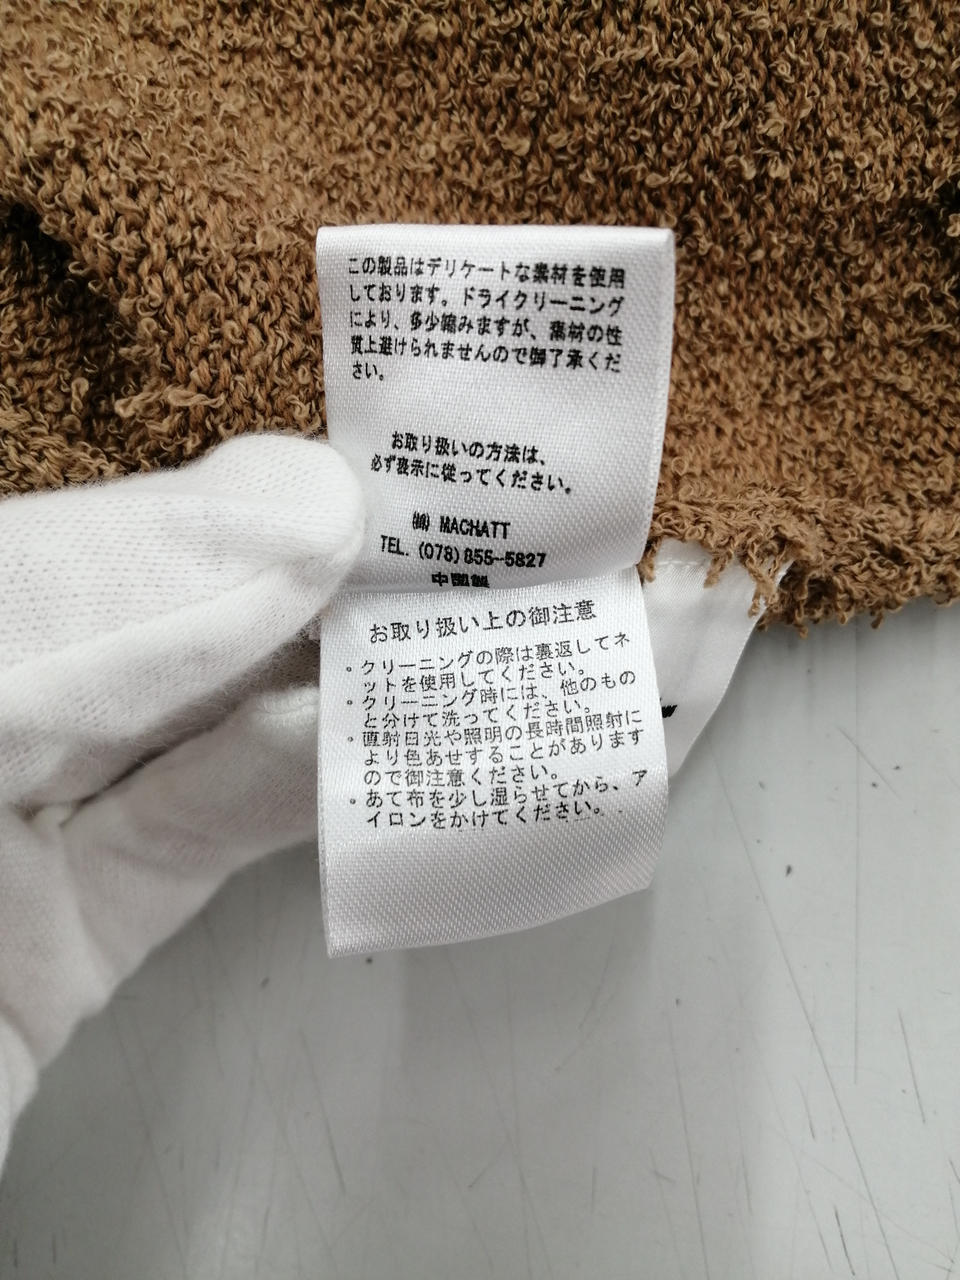 この製品はデリケートな素材を使用
しております。ドライクリーニング
により、多少縮みますが、素材の性
質上避けられませんので御了承くだ
さい。
お取り扱いの方法は、
必ず表示に従ってください。
㈱ MACHATT
TEL. (078) 855-5827
中国製
お取り扱い上の御注意
・クリーニングの際は裏返してネ
ットを使用してください。
・クリーニング時には、他のもの
と分けて洗ってください。
・直射日光や照明の長時間照射に
より色あせすることがあります
ので御注意ください。
・あて布を少し湿らせてから、ア
イロンをかけてください。